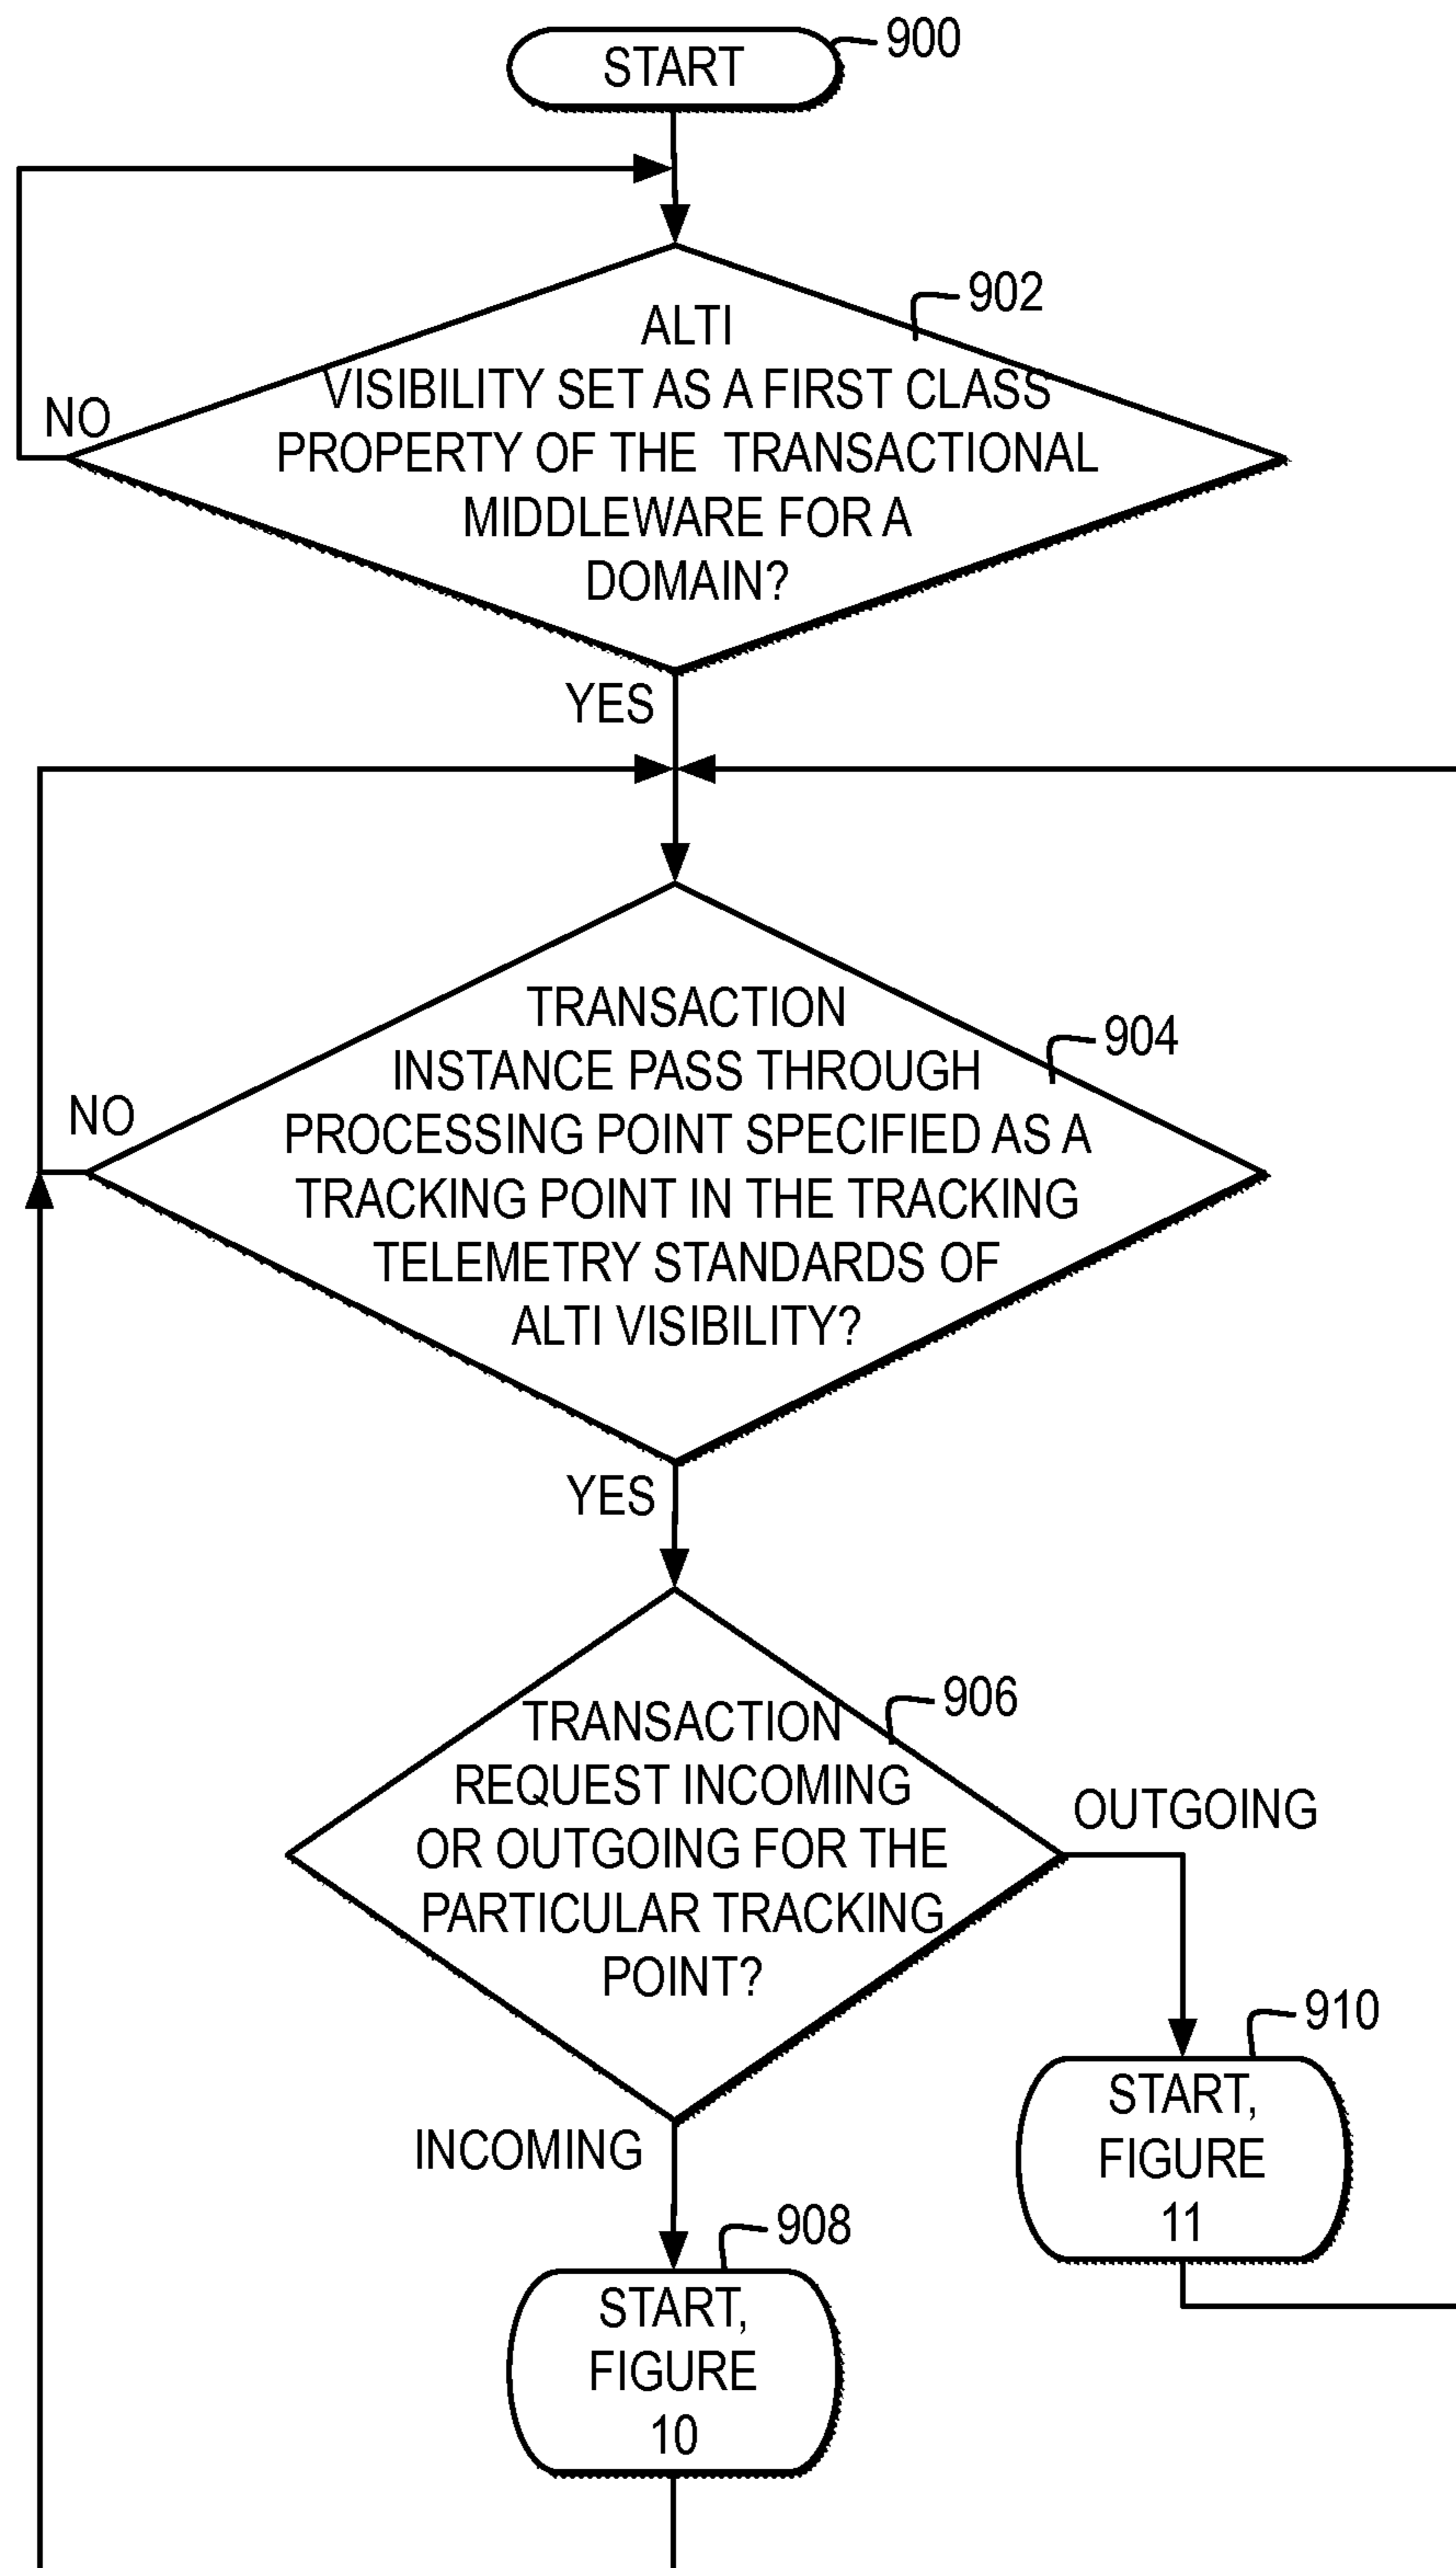 START
900
902
ALTI
VISIBILITY SET AS A FIRST CLASS
PROPERTY OF THE TRANSACTIONAL
MIDDLEWARE FOR A
DOMAIN?
NO
YES
904
TRANSACTION
INSTANCE PASS THROUGH
PROCESSING POINT SPECIFIED AS A
TRACKING POINT IN THE TRACKING
TELEMETRY STANDARDS OF
ALTI VISIBILITY?
NO
YES
906
TRANSACTION
REQUEST INCOMING
OR OUTGOING FOR THE
PARTICULAR TRACKING
POINT?
OUTGOING
INCOMING
910
START,
FIGURE
11
908
START,
FIGURE
10